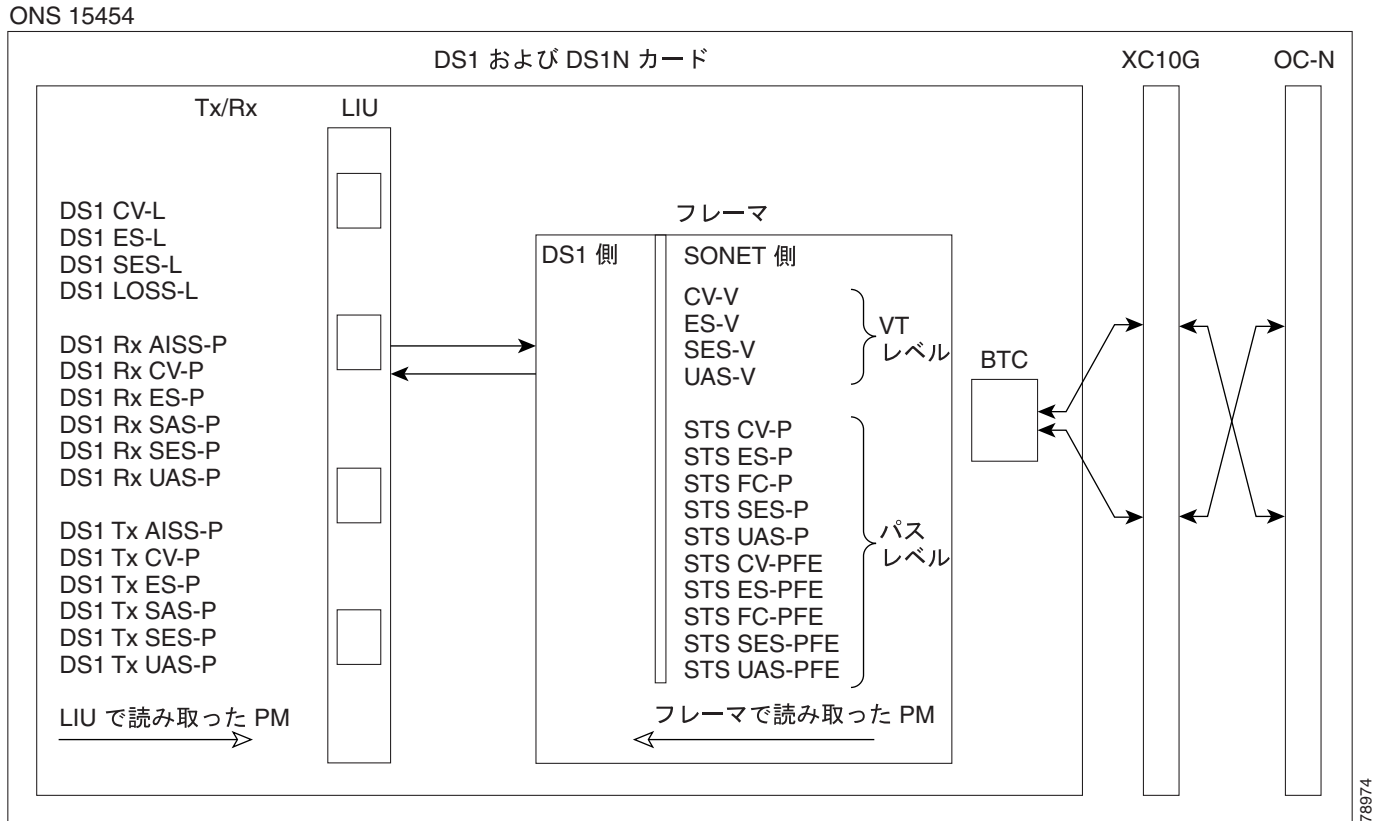 ONS 15454
DS1 および DS1N カード
XC10G
OC-N
Tx/Rx
LIU
DS1 CV-L
DS1 ES-L
DS1 SES-L
DS1 LOSS-L
DS1 Rx AISS-P
DS1 Rx CV-P
DS1 Rx ES-P
DS1 Rx SAS-P
DS1 Rx SES-P
DS1 Rx UAS-P
DS1 Tx AISS-P
DS1 Tx CV-P
DS1 Tx ES-P
DS1 Tx SAS-P
DS1 Tx SES-P
DS1 Tx UAS-P
LIU で読み取った PM
フレーマ
DS1 側
SONET 側
CV-V
ES-V
SES-V
UAS-V
VT
レベル
STS CV-P
STS ES-P
STS FC-P
STS SES-P
STS UAS-P
STS CV-PFE
STS ES-PFE
STS FC-PFE
STS SES-PFE
STS UAS-PFE
パス
レベル
フレーマで読み取った PM
BTC
78974